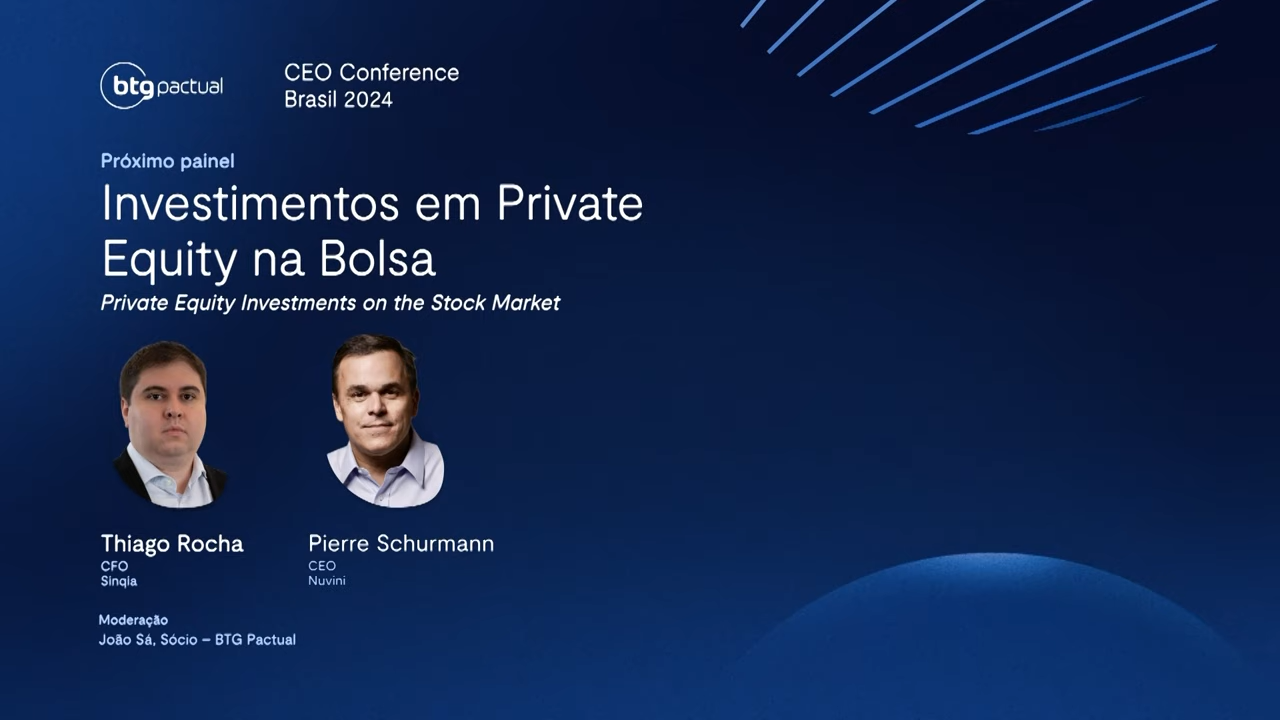 btg pactual
CEO Conference
Brasil 2024
Próximo painel
Investimentos em Private
Equity na Bolsa
Private Equity Investments on the Stock Market
Thiago Rocha
CFO
Sinqia
Pierre Schurmann
CEO
Nuvini
Moderação
João Sá, Sócio – BTG Pactual